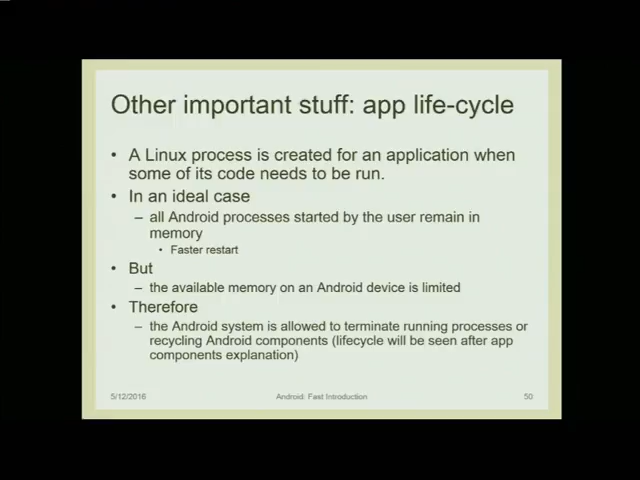 Other important stuff: app life-cycle
• A Linux process is created for an application when
some of its code needs to be run.
• In an ideal case
– all Android processes started by the user remain in
memory
• Faster restart
• But
– the available memory on an Android device is limited
• Therefore
– the Android system is allowed to terminate running processes or
recycling Android components (lifecycle will be seen after app
components explanation)
5/12/2016
Android: Fast Introduction
50